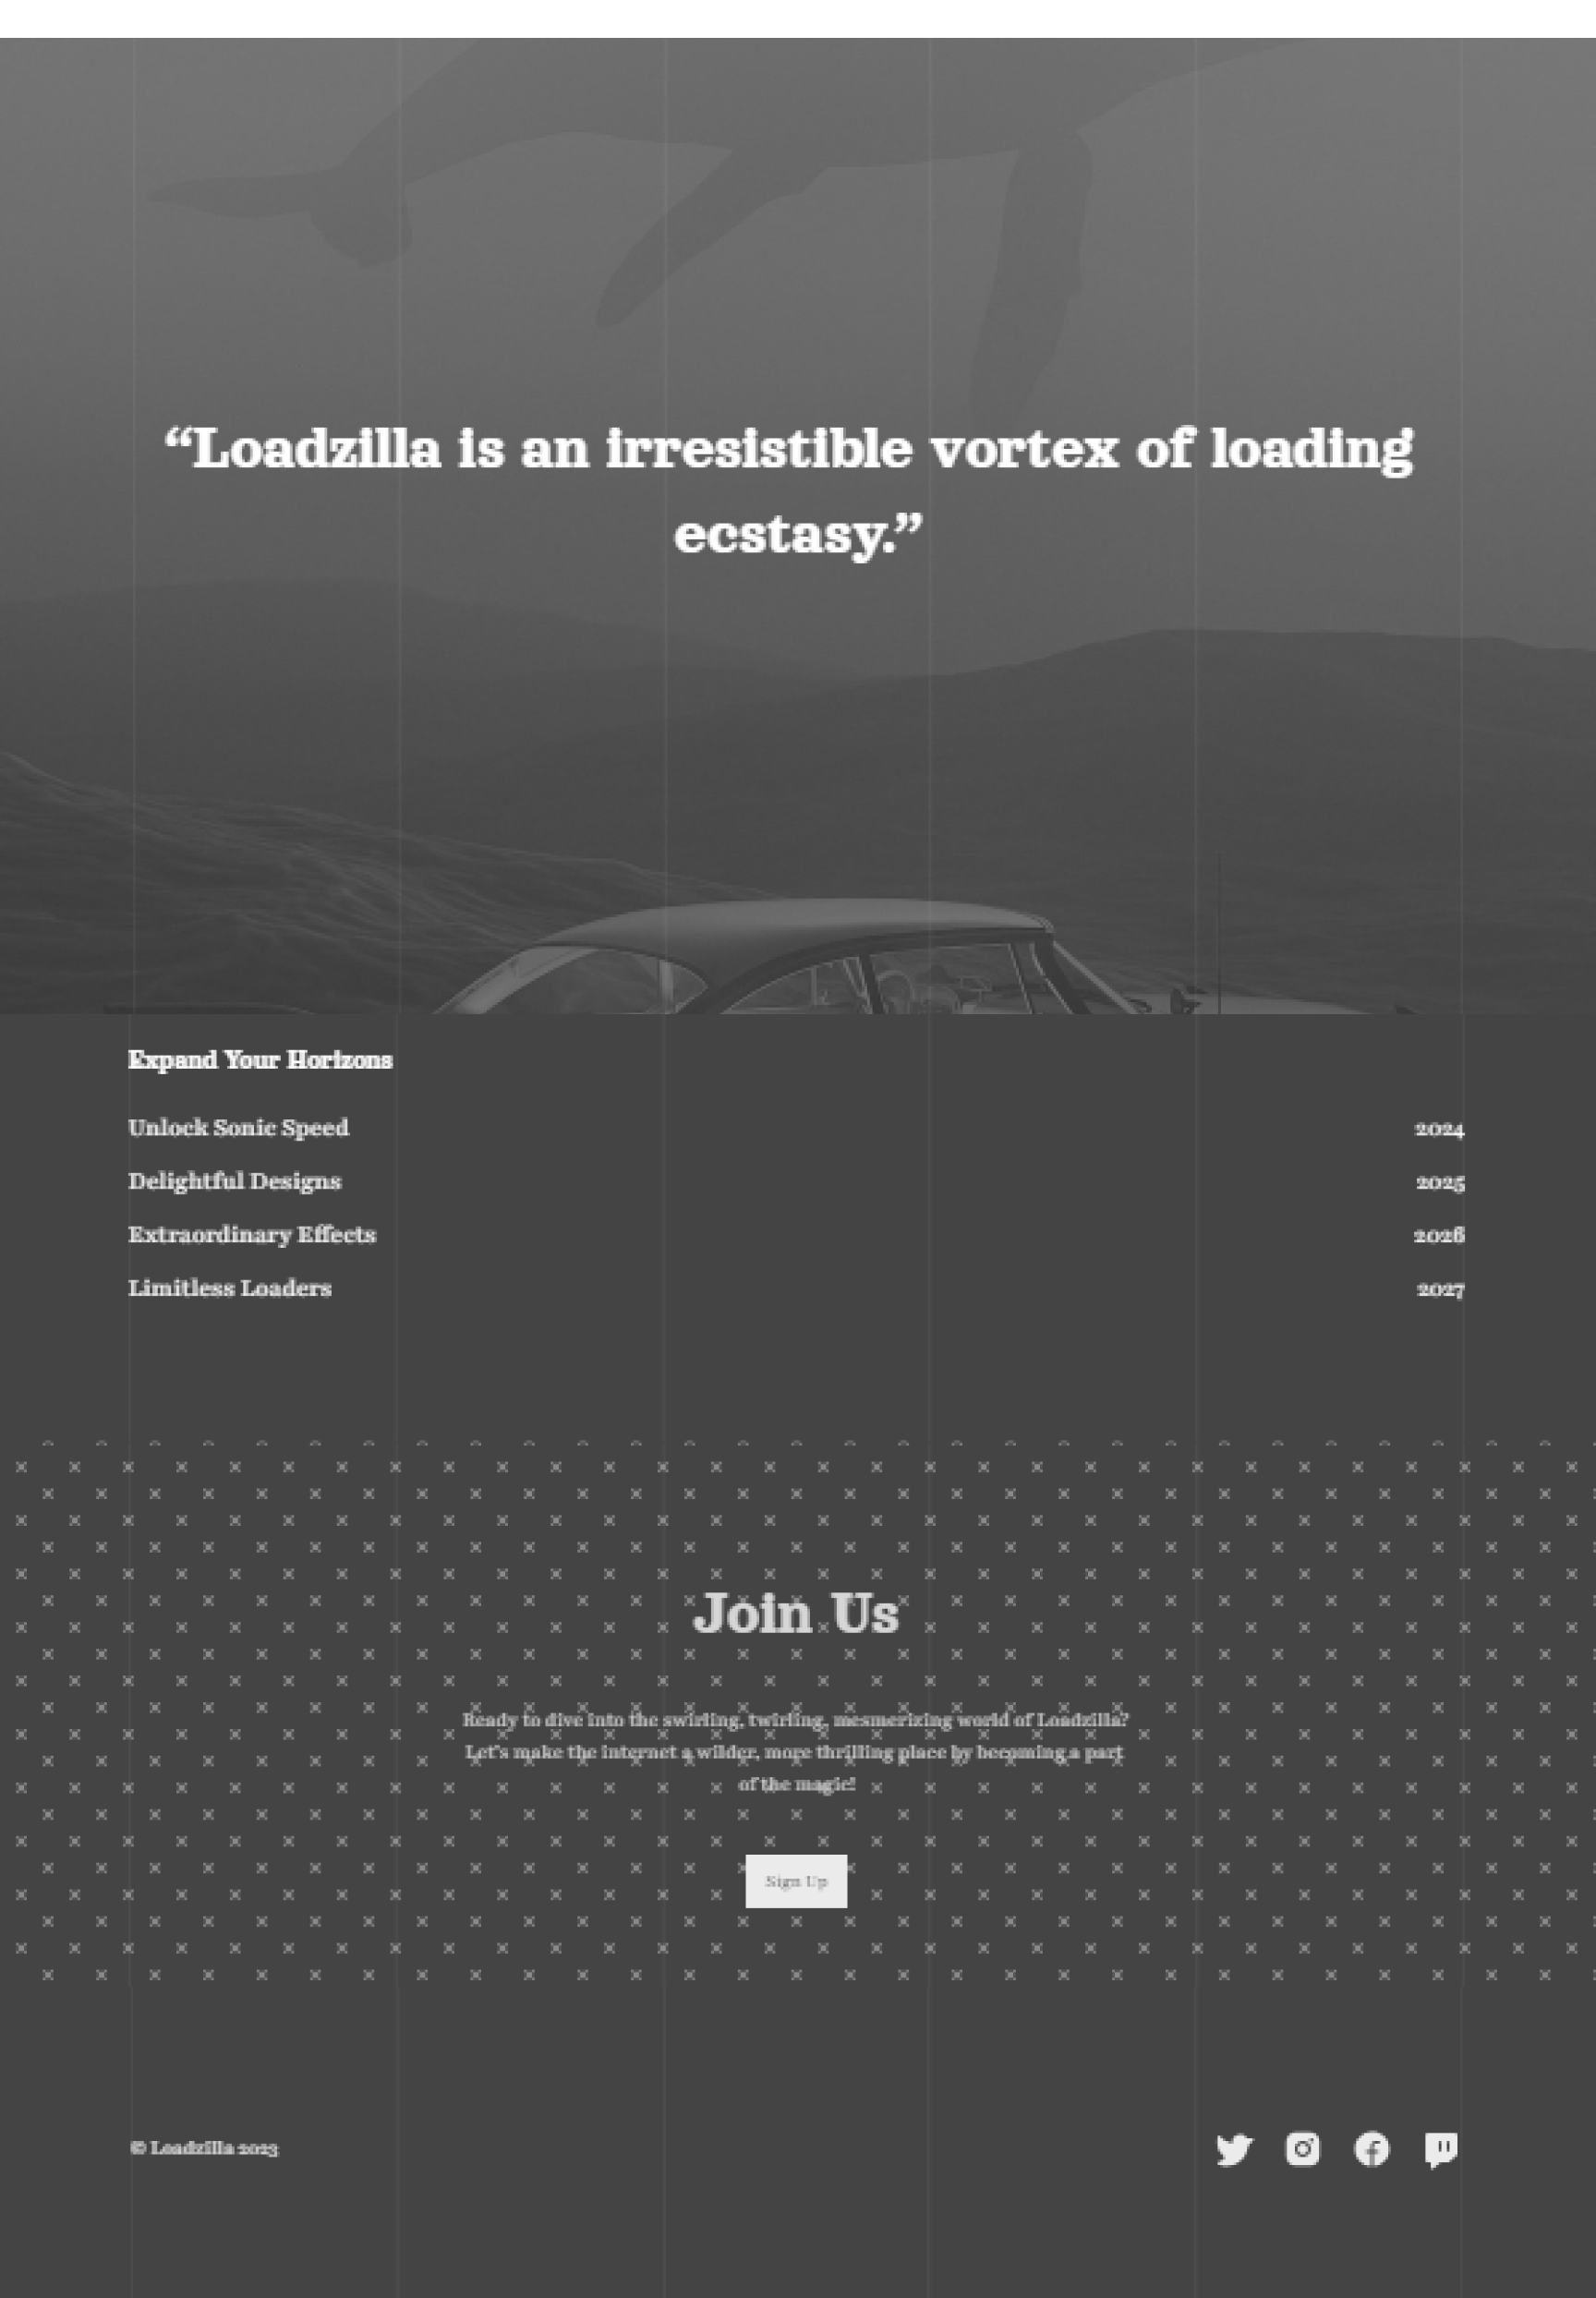 “Loadzilla is an irresistible vortex of loading
ecstasy.”
Expand Your Horizons
Unlock Sonic Speed 2024
Delightful Designs 2025
Extraordinary Effects 2026
Limitless Loaders 2027
Join Us
Ready to dive into the swirling, twirling, mesmerizing world of Loadzilla?
Let's make the internet a wilder, more thrilling place by becoming a part
of the magic!
Sign Up
© Loadzilla 2023